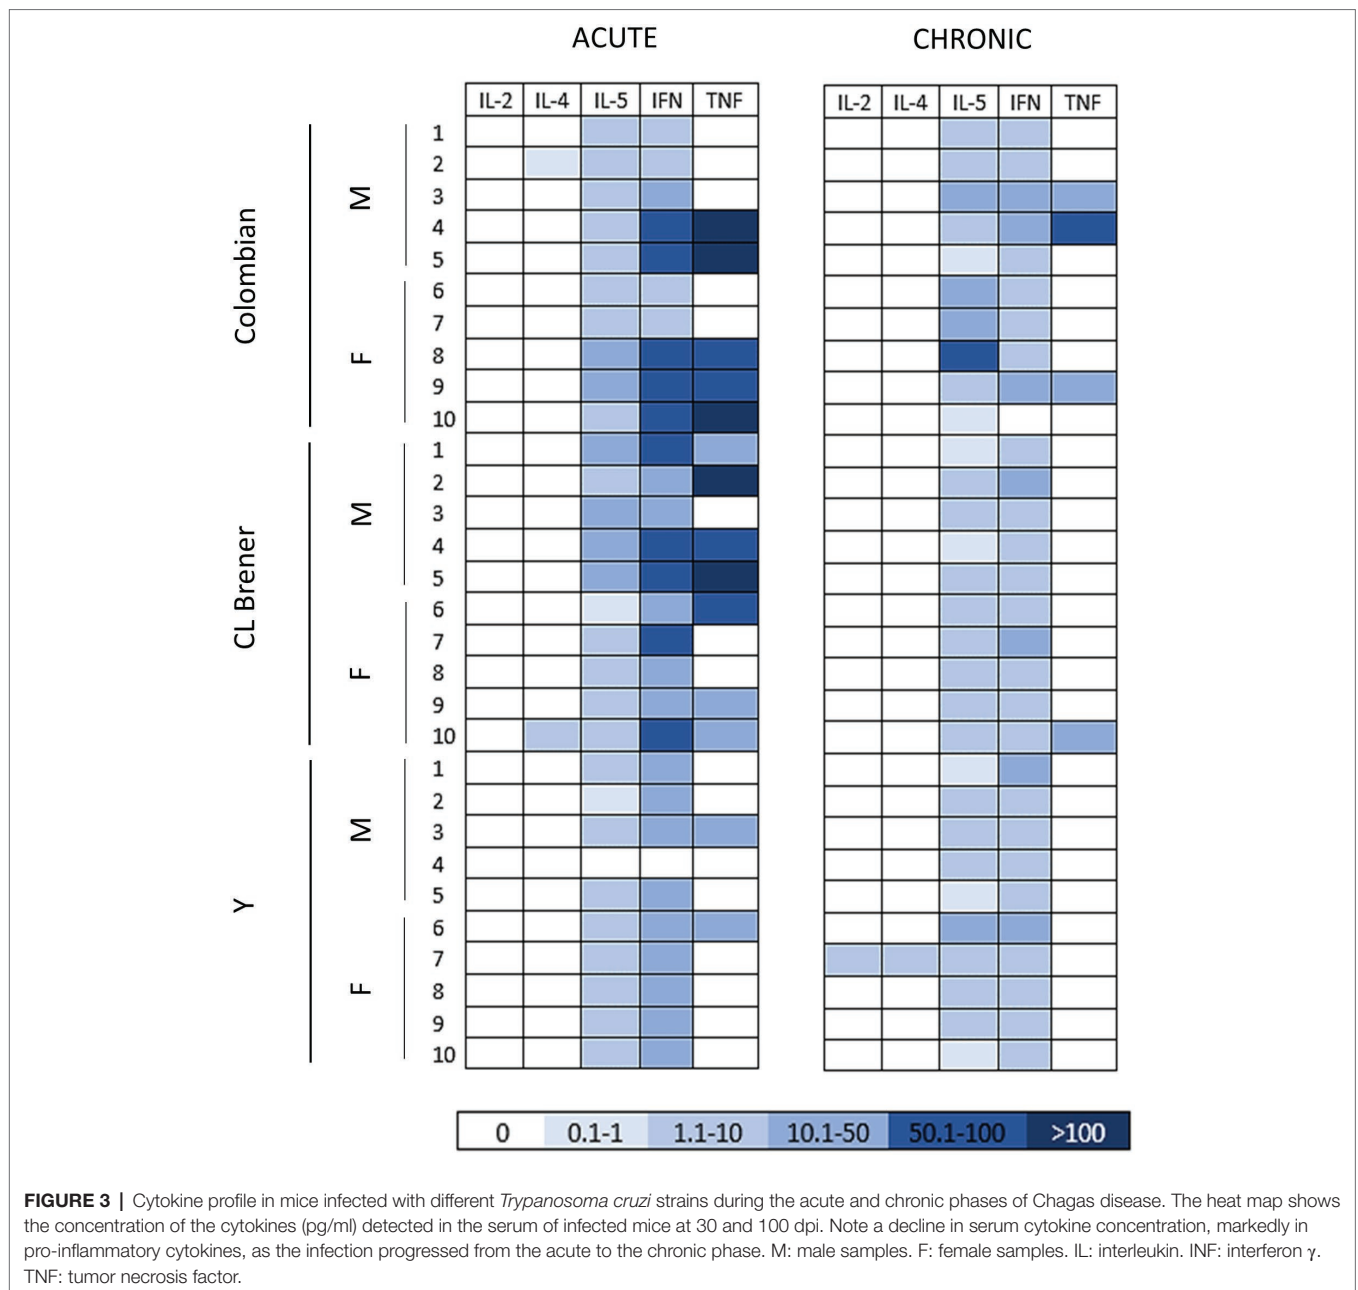 ACUTE CHRONIC
IL-2 IL-4 IL-5 IFN TNF IL-2 IL-4 IL-5 IFN TNF
Colombian
M
1
2
3
4
5
F
6
7
8
9
10
CL Brener
M
1
2
3
4
5
F
6
7
8
9
10
Y
M
1
2
3
4
5
F
6
7
8
9
10
0 0.1-1 1.1-10 10.1-50 50.1-100 >100
FIGURE 3 | Cytokine profile in mice infected with different Trypanosoma cruzi strains during the acute and chronic phases of Chagas disease. The heat map shows
the concentration of the cytokines (pg/ml) detected in the serum of infected mice at 30 and 100 dpi. Note a decline in serum cytokine concentration, markedly in
pro-inflammatory cytokines, as the infection progressed from the acute to the chronic phase. M: male samples. F: female samples. IL: interleukin. INF: interferon γ.
TNF: tumor necrosis factor.